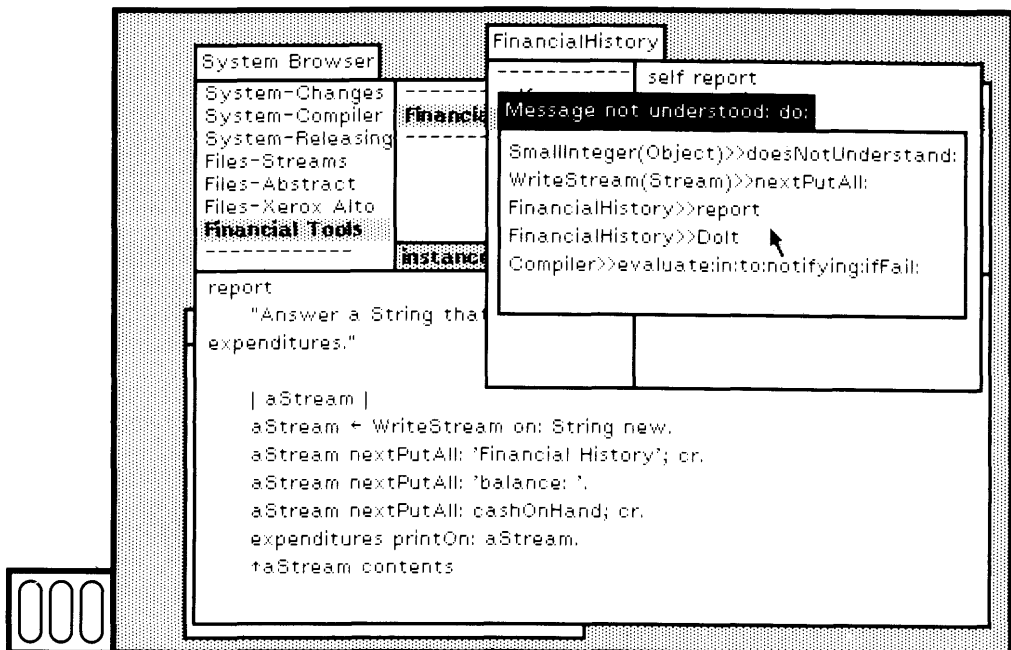 FinancialHistory
System Browser
self report
System-Changes
System-Compiler
System-Releasing
Files-Streams
Files-Abstract
Files-Xerox Alto
Financial Tools
Message not understood: do:
SmallInteger(Object)>>doesNotUnderstand:
WriteStream(Stream)>>nextPutAll:
FinancialHistory>>report
FinancialHistory>>DoIt
Compiler>>evaluate:in:to:notifying:ifFail:
report
"Answer a String
expenditures."
| aStream |
aStream ← WriteStream on: String new.
aStream nextPutAll: 'Financial History'; cr.
aStream nextPutAll: 'balance: '.
aStream nextPutAll: cashOnHand; cr.
expenditures printOn: aStream.
↑aStream contents